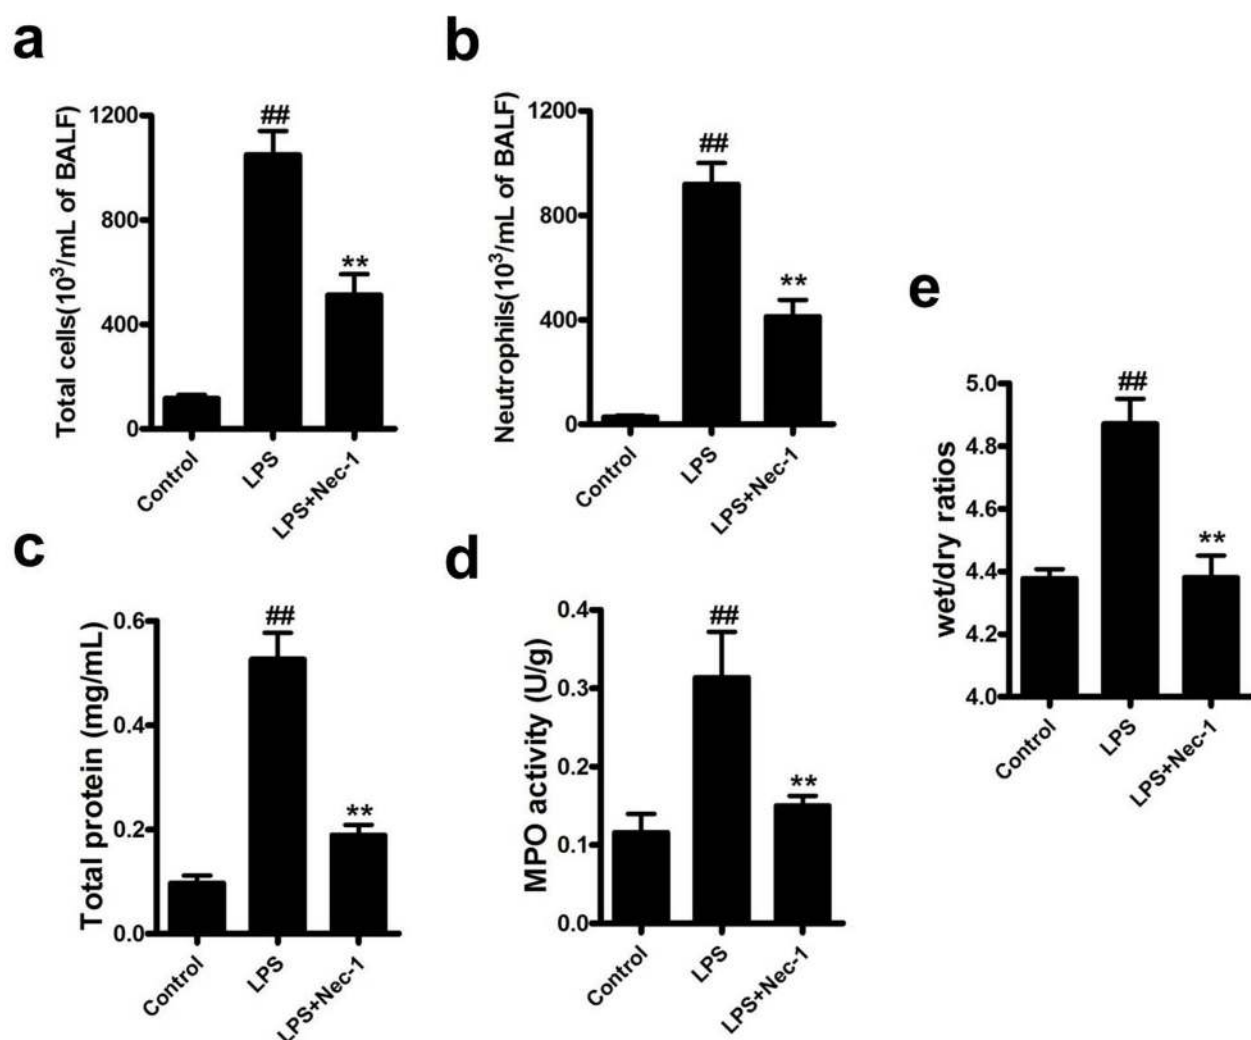 a
Total cells(10³/mL of BALF)
1200
800
400
0
##
**
Control
LPS
LPS+Nec-1
b
Neutrophils(10³/mL of BALF)
1200
800
400
0
##
**
Control
LPS
LPS+Nec-1
c
Total protein (mg/mL)
0.6
0.4
0.2
0.0
##
**
Control
LPS
LPS+Nec-1
d
MPO activity (U/g)
0.4
0.3
0.2
0.1
0.0
##
**
Control
LPS
LPS+Nec-1
e
wet/dry ratios
5.0
4.8
4.6
4.4
4.2
4.0
##
**
Control
LPS
LPS+Nec-1